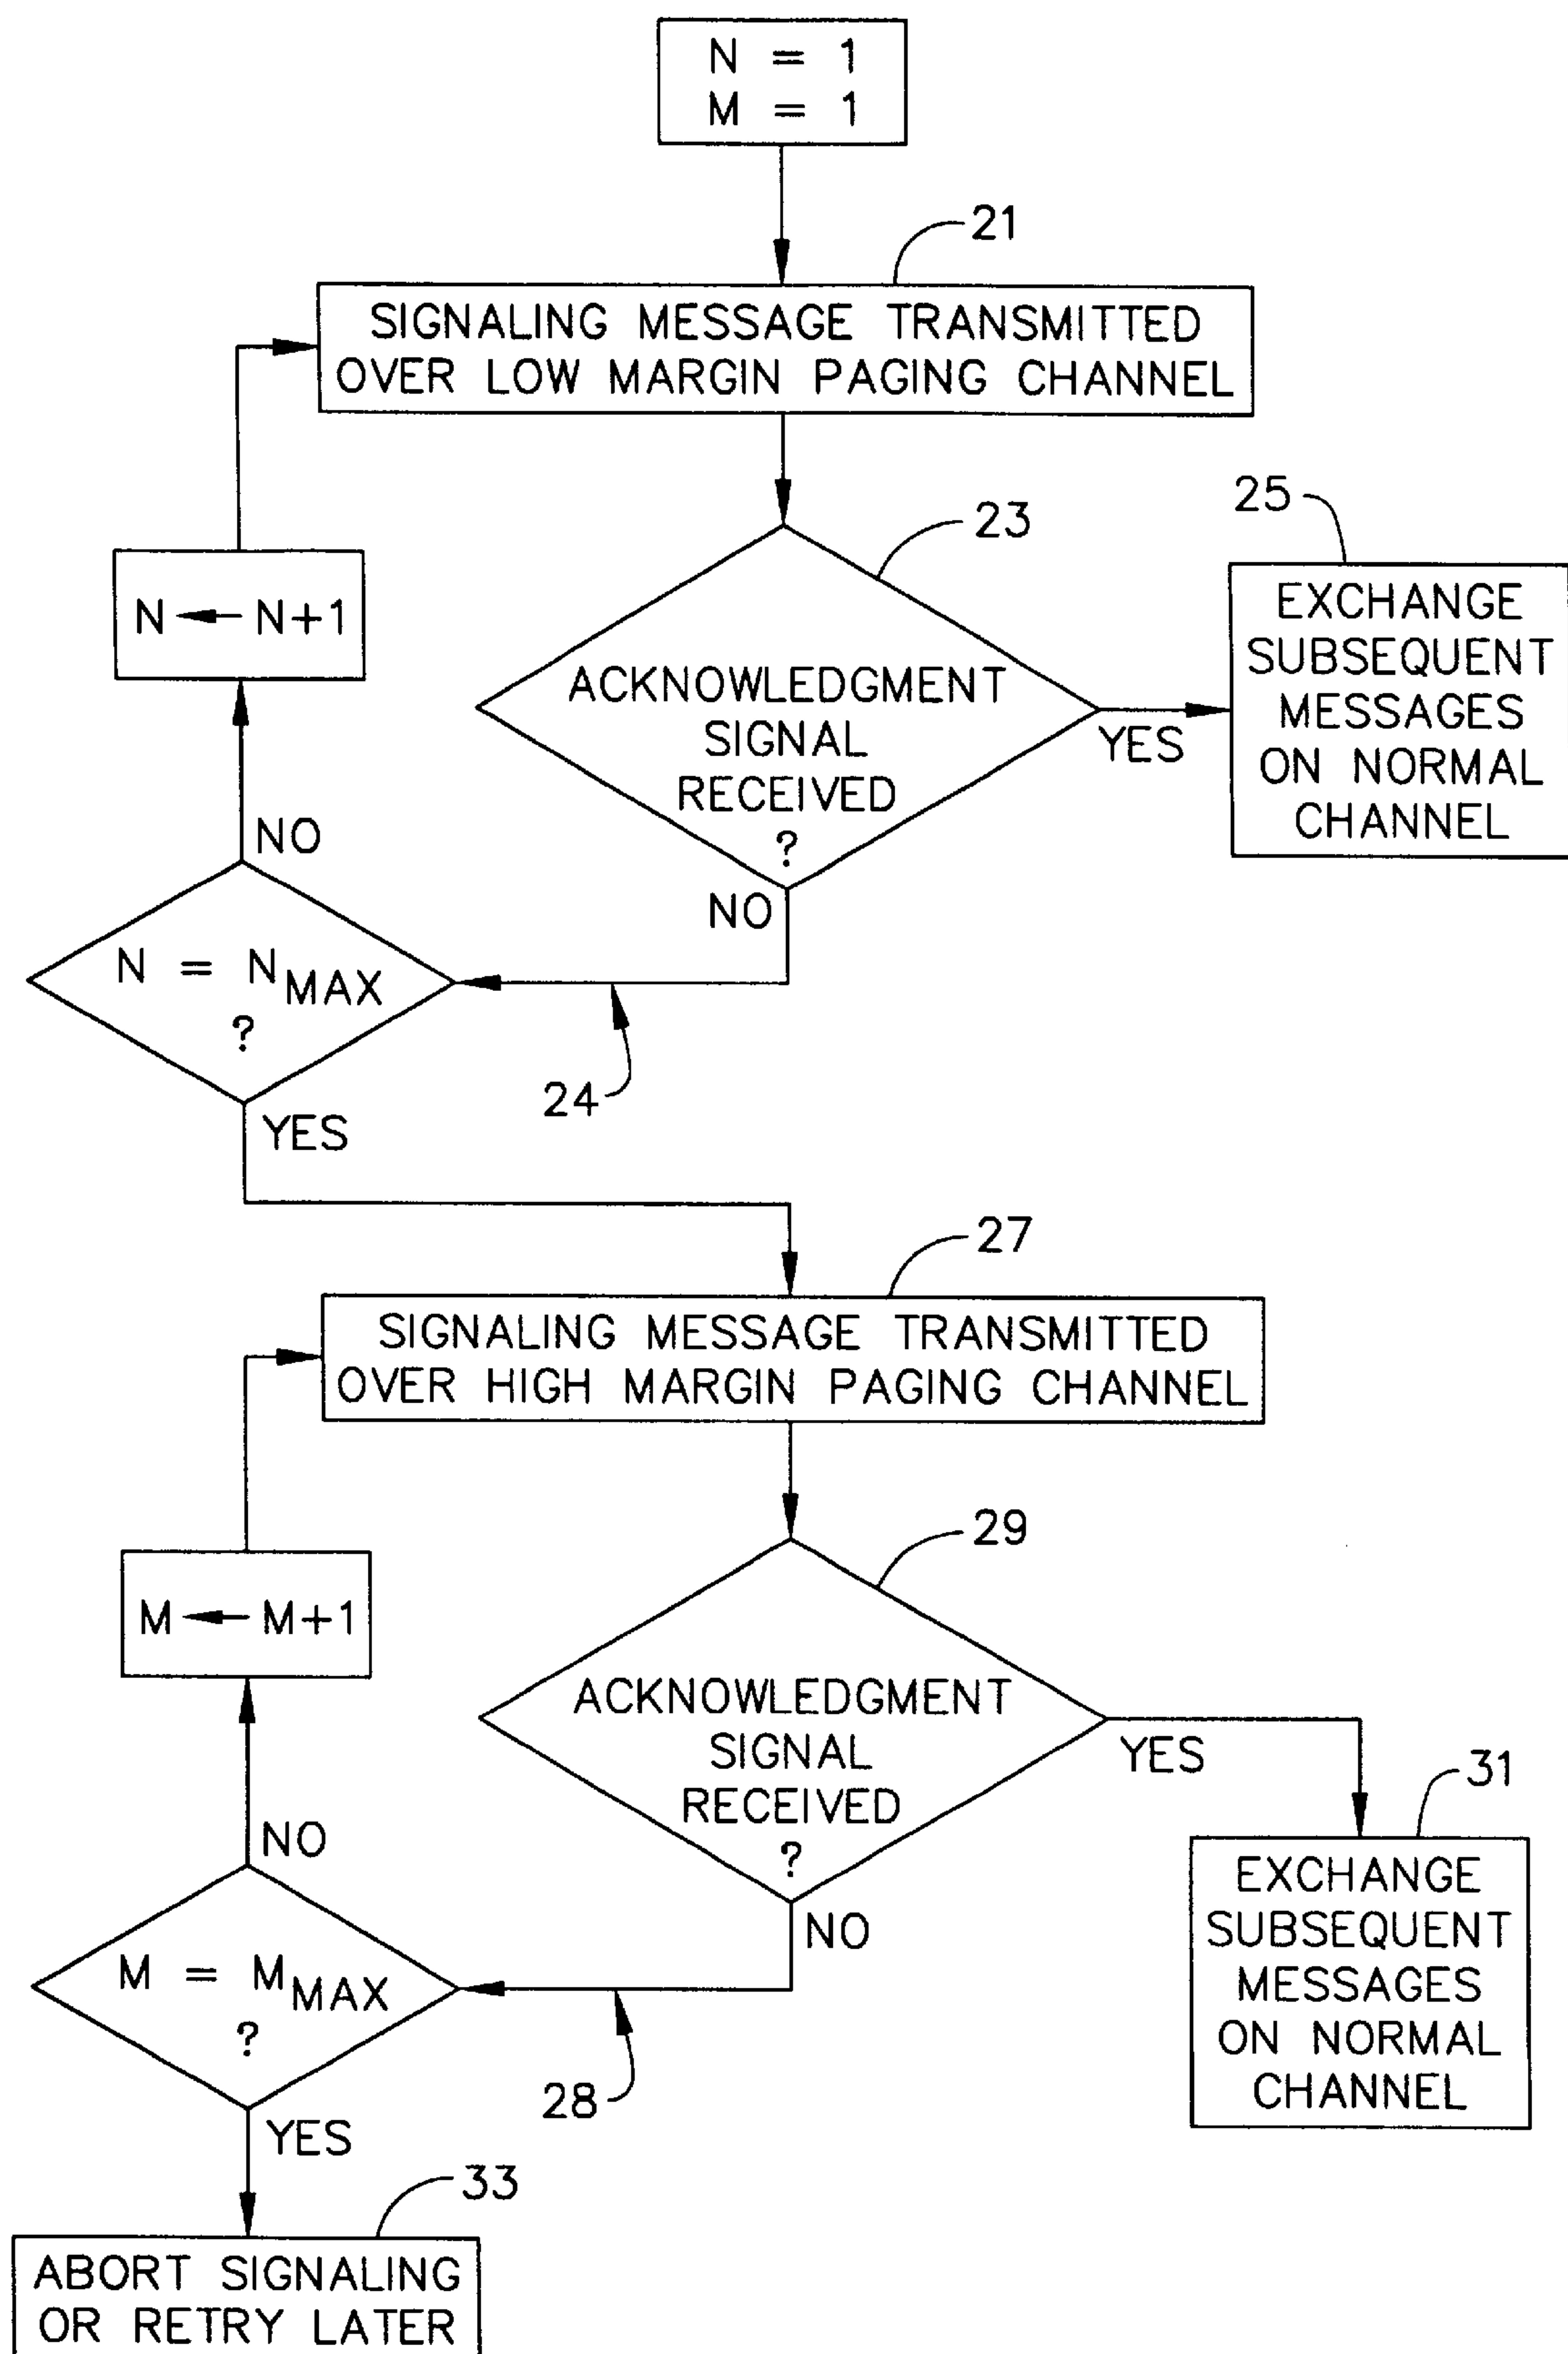 N = 1
M = 1
21
SIGNALING MESSAGE TRANSMITTED
OVER LOW MARGIN PAGING CHANNEL
23
ACKNOWLEDGMENT
SIGNAL
RECEIVED
?
YES
25
EXCHANGE
SUBSEQUENT
MESSAGES
ON NORMAL
CHANNEL
NO
24
N = NMAX
?
NO
N ← N+1
YES
27
SIGNALING MESSAGE TRANSMITTED
OVER HIGH MARGIN PAGING CHANNEL
29
ACKNOWLEDGMENT
SIGNAL
RECEIVED
?
YES
31
EXCHANGE
SUBSEQUENT
MESSAGES
ON NORMAL
CHANNEL
NO
28
M = MMAX
?
NO
M ← M+1
YES
33
ABORT SIGNALING
OR RETRY LATER